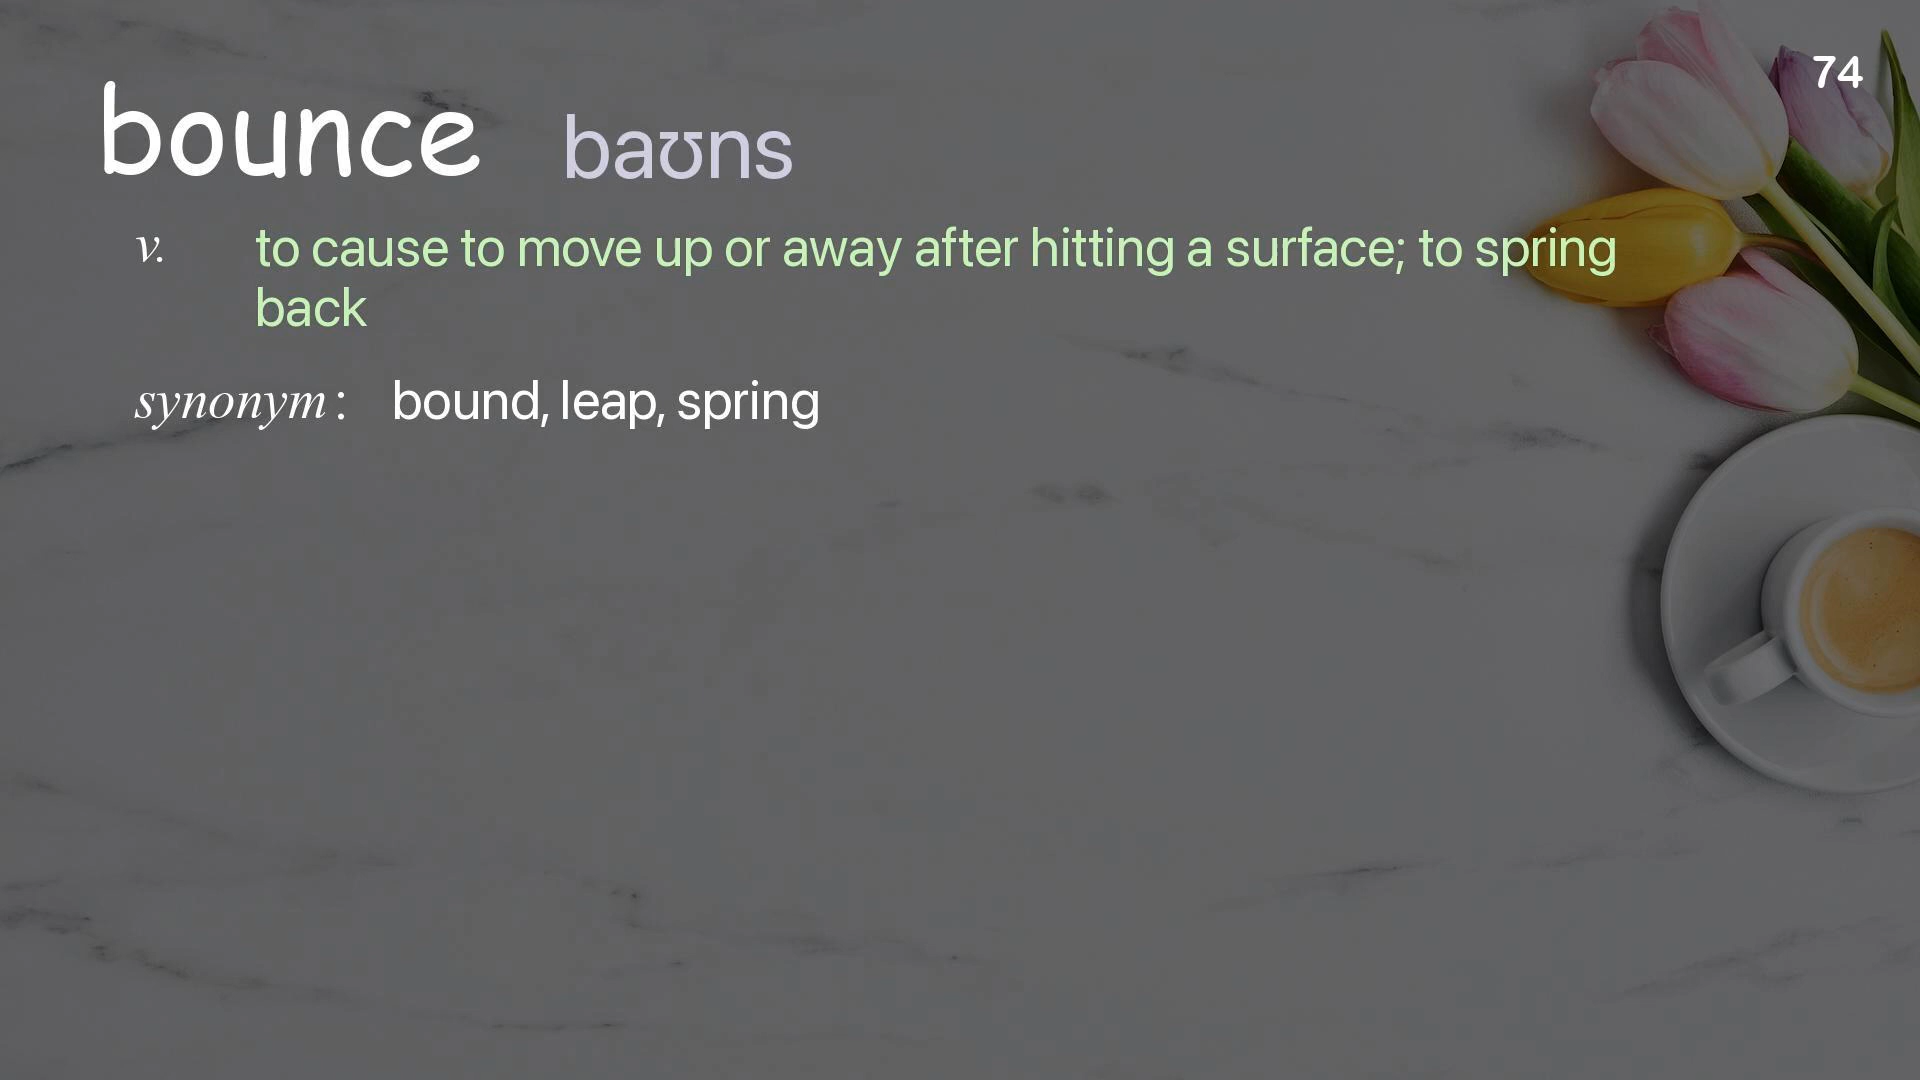 74
bounce baʊns
v. to cause to move up or away after hitting a surface; to spring
back
synonym: bound, leap, spring